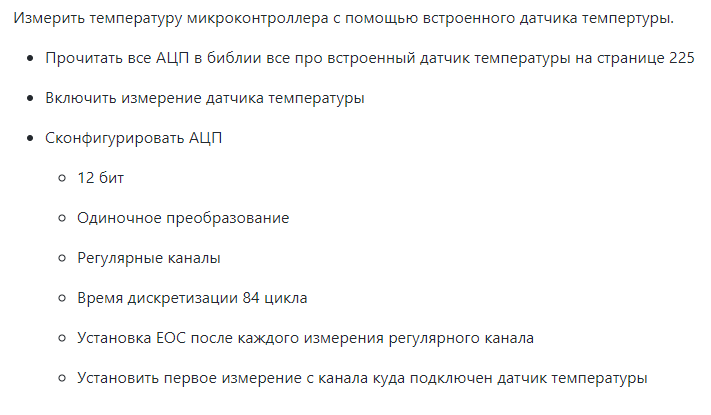 Измерить температуру микроконтроллера с помощью встроенного датчика темпертуры.
Прочитать все АЦП в библии все про встроенный датчик температуры на странице 225
Включить измерение датчика температуры
Сконфигурировать АЦП
12 бит
Одиночное преобразование
Регулярные каналы
Время дискретизации 84 цикла
Установка EOC после каждого измерения регулярного канала
Установить первое измерение с канала куда подключен датчик температуры